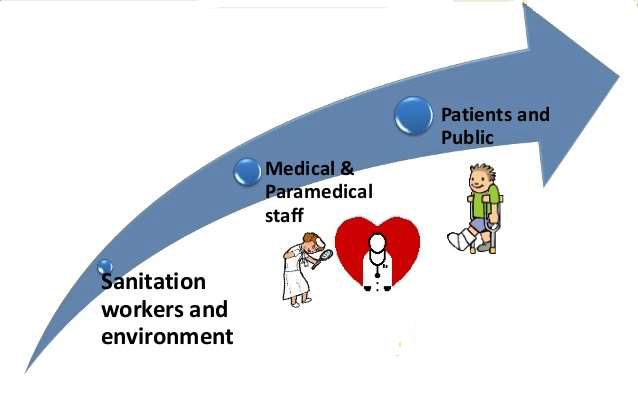 Patients and
Public
Medical &
Paramedical
staff
Sanitation
workers and
environment